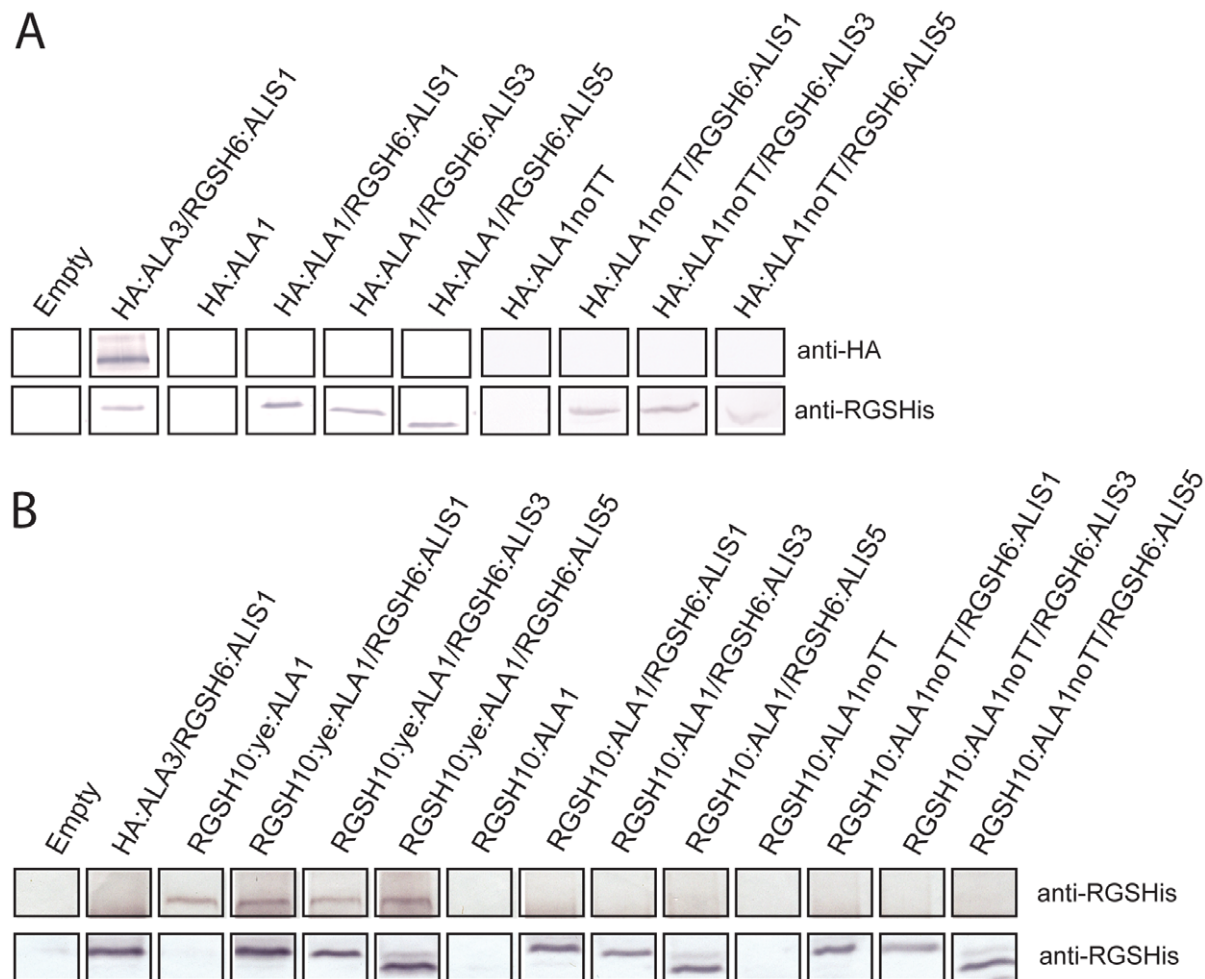 A
Empty
HA:ALA3/RGSH6:ALIS1
HA:ALA1
HA:ALA1/RGSH6:ALIS1
HA:ALA1/RGSH6:ALIS3
HA:ALA1/RGSH6:ALIS5
HA:ALA1noTT
HA:ALA1noTT/RGSH6:ALIS1
HA:ALA1noTT/RGSH6:ALIS3
HA:ALA1noTT/RGSH6:ALIS5
anti-HA
anti-RGSHis
B
Empty
HA:ALA3/RGSH6:ALIS1
RGSH10:ye:ALA1
RGSH10:ye:ALA1/RGSH6:ALIS1
RGSH10:ye:ALA1/RGSH6:ALIS3
RGSH10:ye:ALA1/RGSH6:ALIS5
RGSH10:ALA1
RGSH10:ALA1/RGSH6:ALIS1
RGSH10:ALA1/RGSH6:ALIS3
RGSH10:ALA1/RGSH6:ALIS5
RGSH10:ALA1noTT
RGSH10:ALA1noTT/RGSH6:ALIS1
RGSH10:ALA1noTT/RGSH6:ALIS3
RGSH10:ALA1noTT/RGSH6:ALIS5
anti-RGSHis
anti-RGSHis